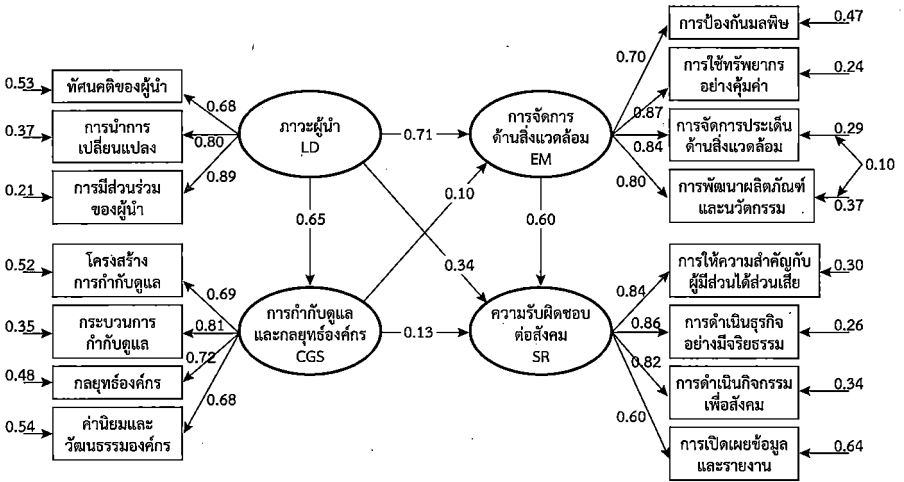 0.53
ทัศนคติของผู้นำ
0.68
0.37
การนำการ
เปลี่ยนแปลง
0.80
0.21
การมีส่วนร่วม
ของผู้นำ
0.89
ภาวะผู้นำ
LD
0.71
0.65
0.34
0.10
0.52
โครงสร้าง
การกำกับดูแล
0.69
0.35
กระบวนการ
กำกับดูแล
0.81
0.48
กลยุทธ์องค์กร
0.72
0.54
ค่านิยมและ
วัฒนธรรมองค์กร
0.68
การกำกับดูแล
และกลยุทธ์องค์กร
CGS
0.13
การจัดการ
ด้านสิ่งแวดล้อม
EM
0.60
0.70
การป้องกันมลพิษ
0.47
0.87
การใช้ทรัพยากร
อย่างคุ้มค่า
0.24
0.84
การจัดการประเด็น
ด้านสิ่งแวดล้อม
0.29
0.10
0.80
การพัฒนาผลิตภัณฑ์
และนวัตกรรม
0.37
ความรับผิดชอบ
ต่อสังคม
SR
0.84
การให้ความสำคัญกับ
ผู้มีส่วนได้ส่วนเสีย
0.30
0.86
การดำเนินธุรกิจ
อย่างมีจริยธรรม
0.26
0.82
การดำเนินกิจกรรม
เพื่อสังคม
0.34
0.60
การเปิดเผยข้อมูล
และรายงาน
0.64